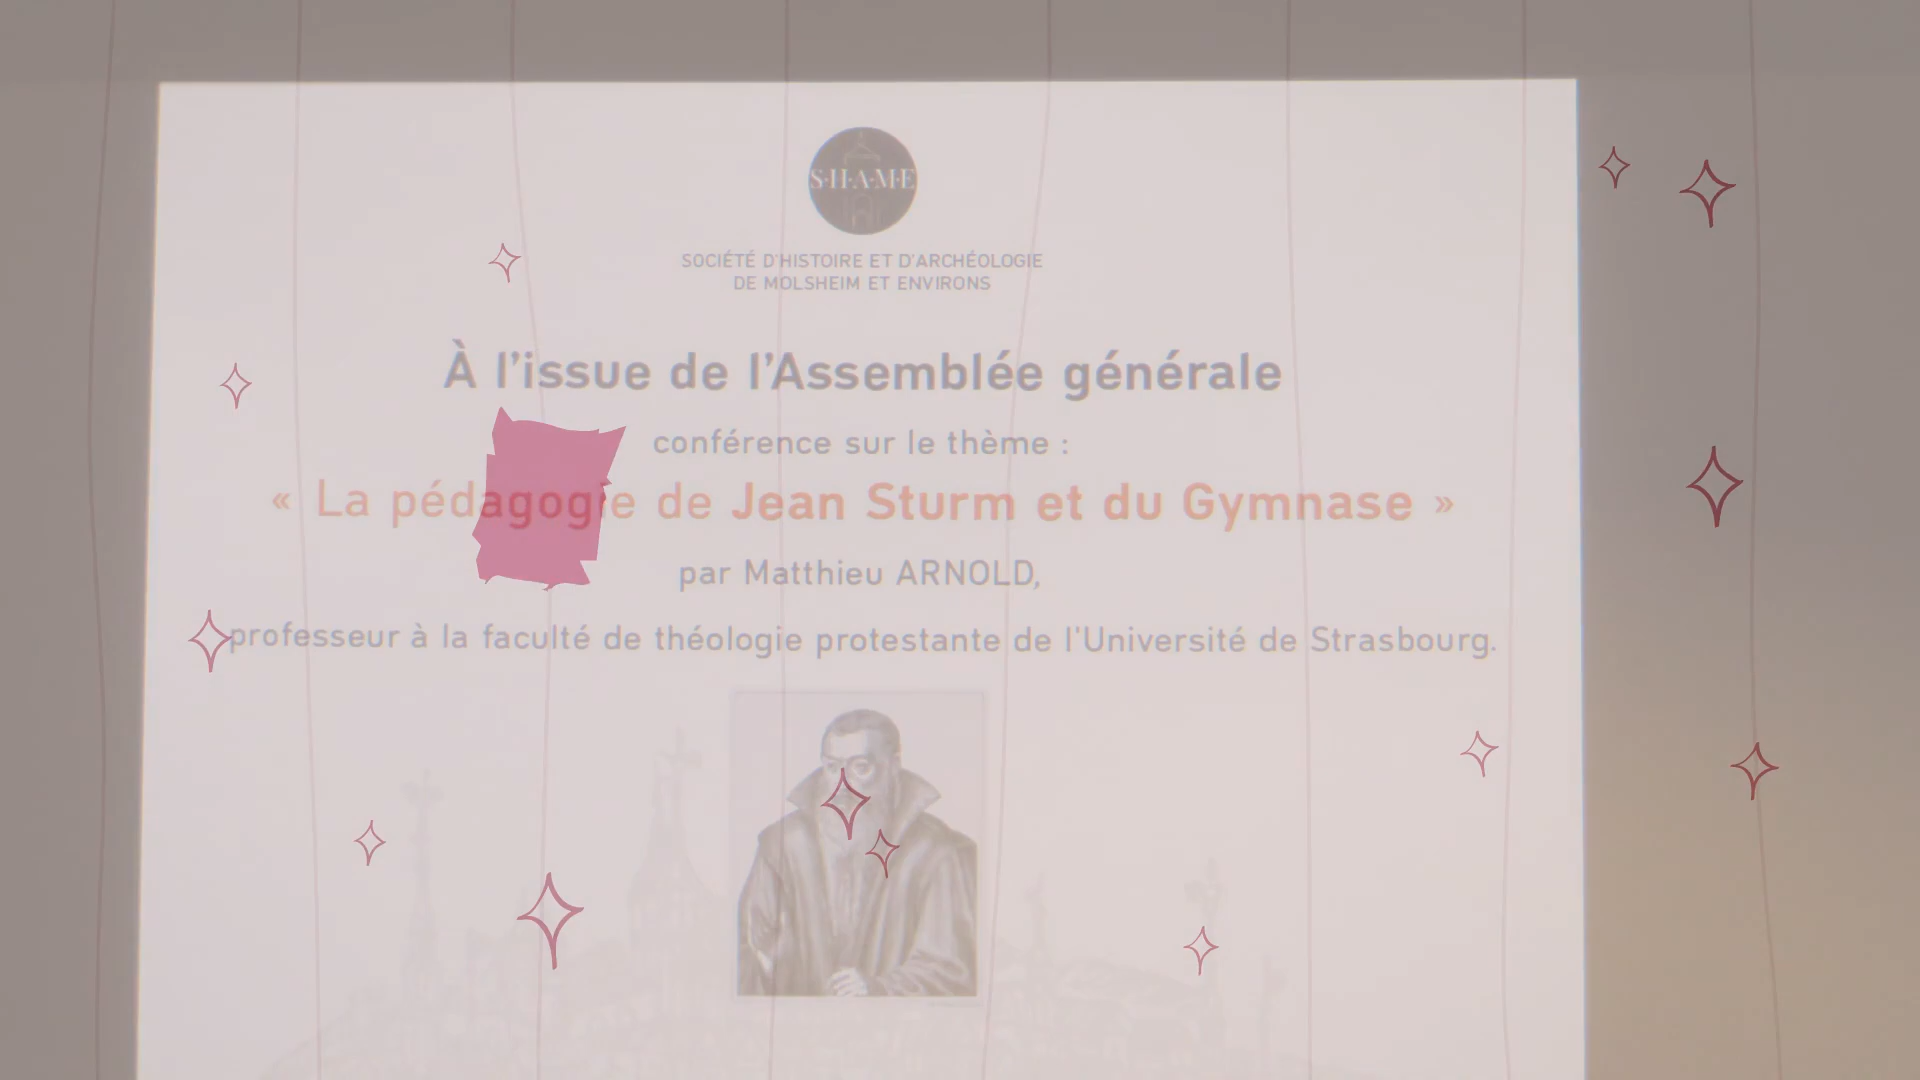 S·H·A·M·E
SOCIÉTÉ D'HISTOIRE ET D'ARCHÉOLOGIE
DE MOLSHEIM ET ENVIRONS
À l'issue de l'Assemblée générale
conférence sur le thème :
« La pédagogie de Jean Sturm et du Gymnase »
par Matthieu ARNOLD,
professeur à la faculté de théologie protestante de l'Université de Strasbourg.